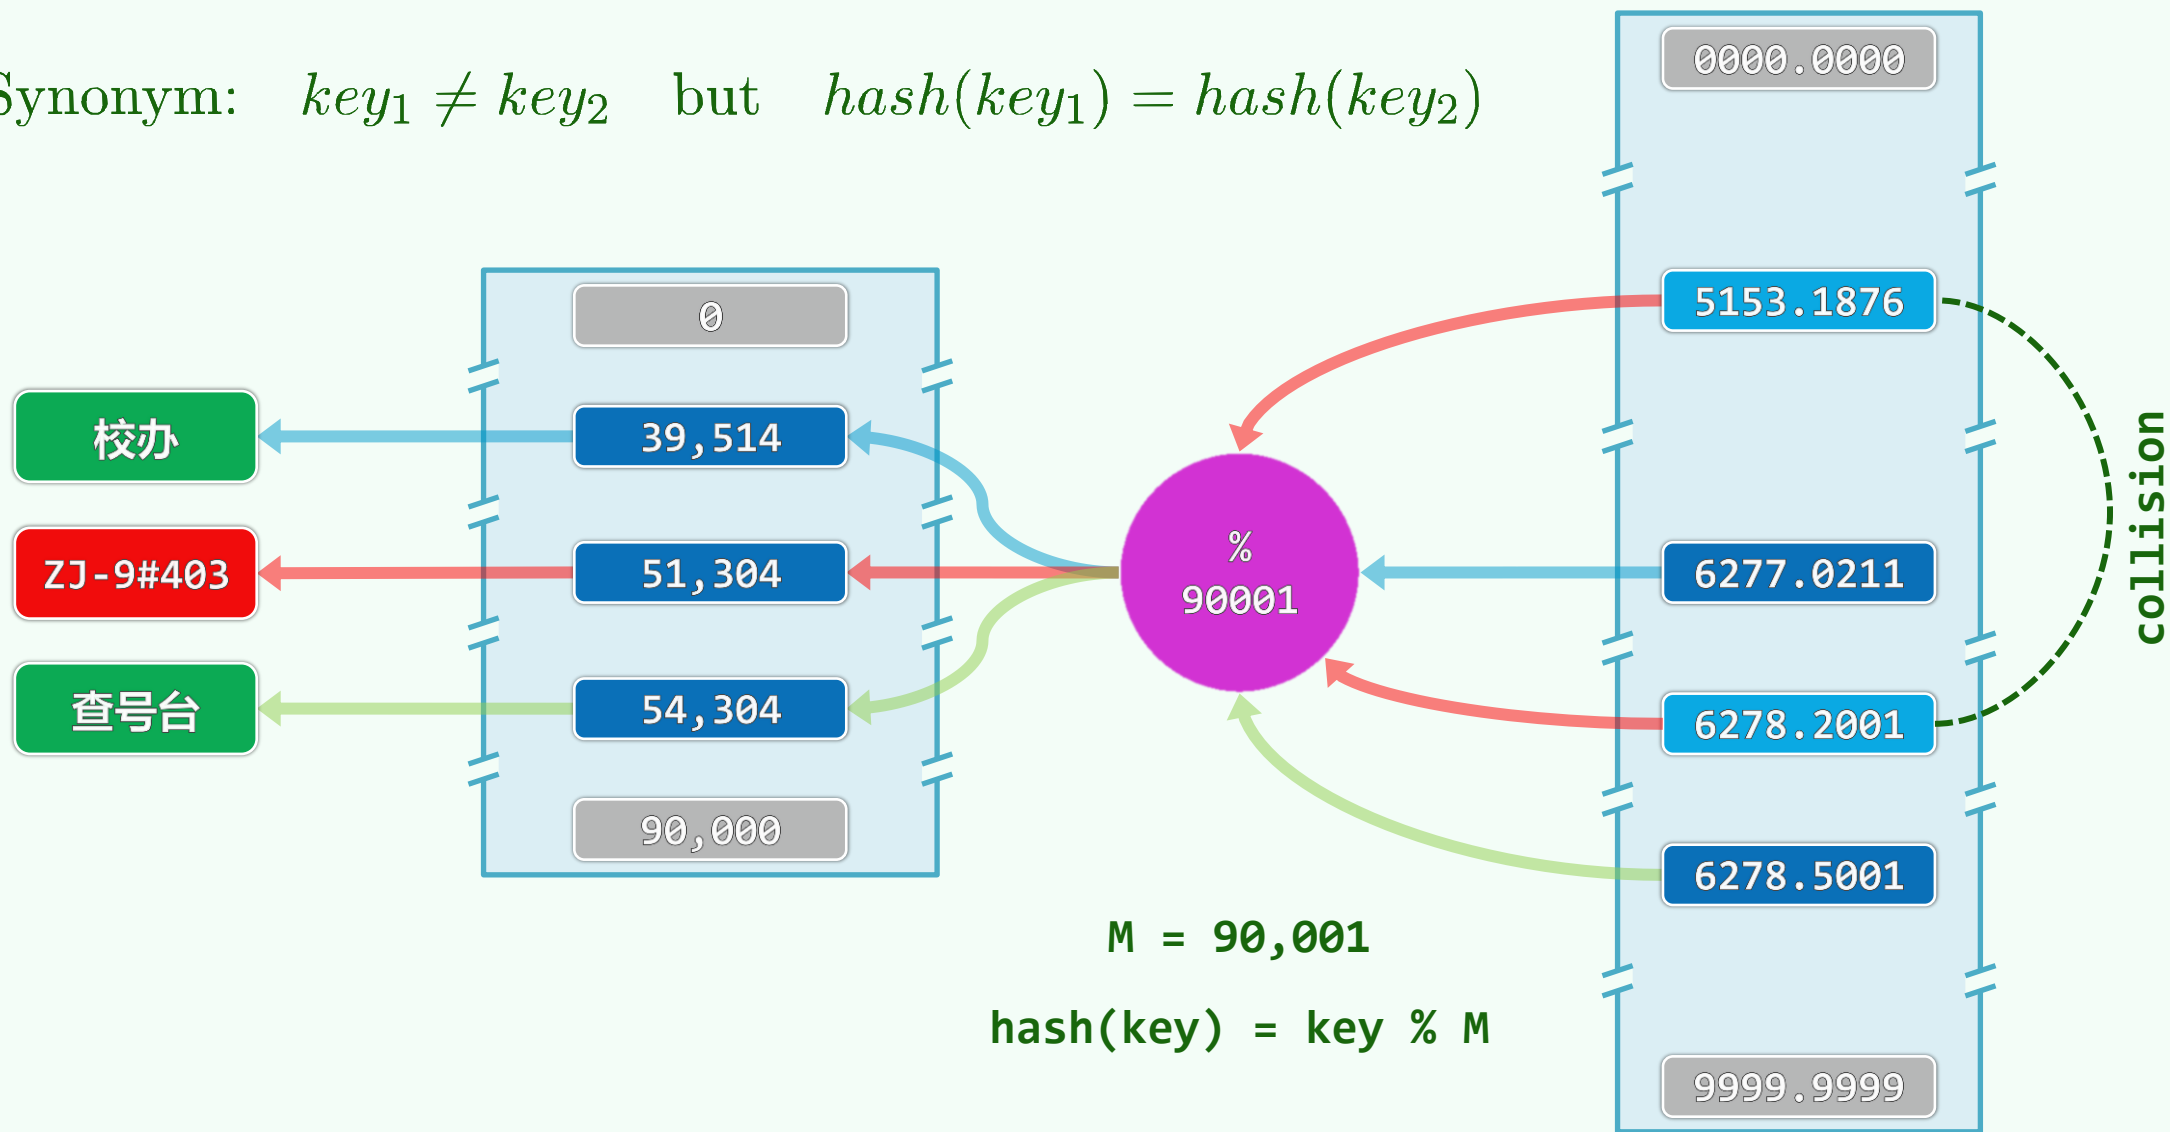 Synonym: key₁ ≠ key₂ but hash(key₁) = hash(key₂)
0000.0000
5153.1876
6277.0211
6278.2001
6278.5001
9999.9999
collision
%
90001
0
39,514
51,304
54,304
90,000
校办
ZJ-9#403
查号台
M = 90,001
hash(key) = key % M